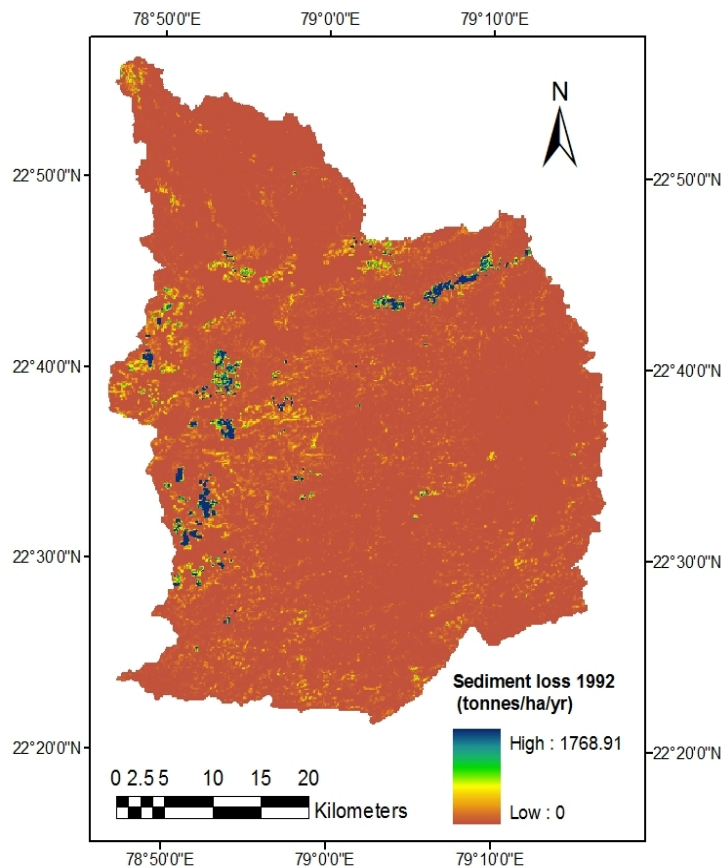 78°50'0"E 79°0'0"E 79°10'0"E
N
22°50'0"N 22°50'0"N
22°40'0"N 22°40'0"N
22°30'0"N 22°30'0"N
22°20'0"N 22°20'0"N
Sediment loss 1992
(tonnes/ha/yr)
High : 1768.91
Low : 0
0 2.5 5 10 15 20
Kilometers
78°50'0"E 79°0'0"E 79°10'0"E